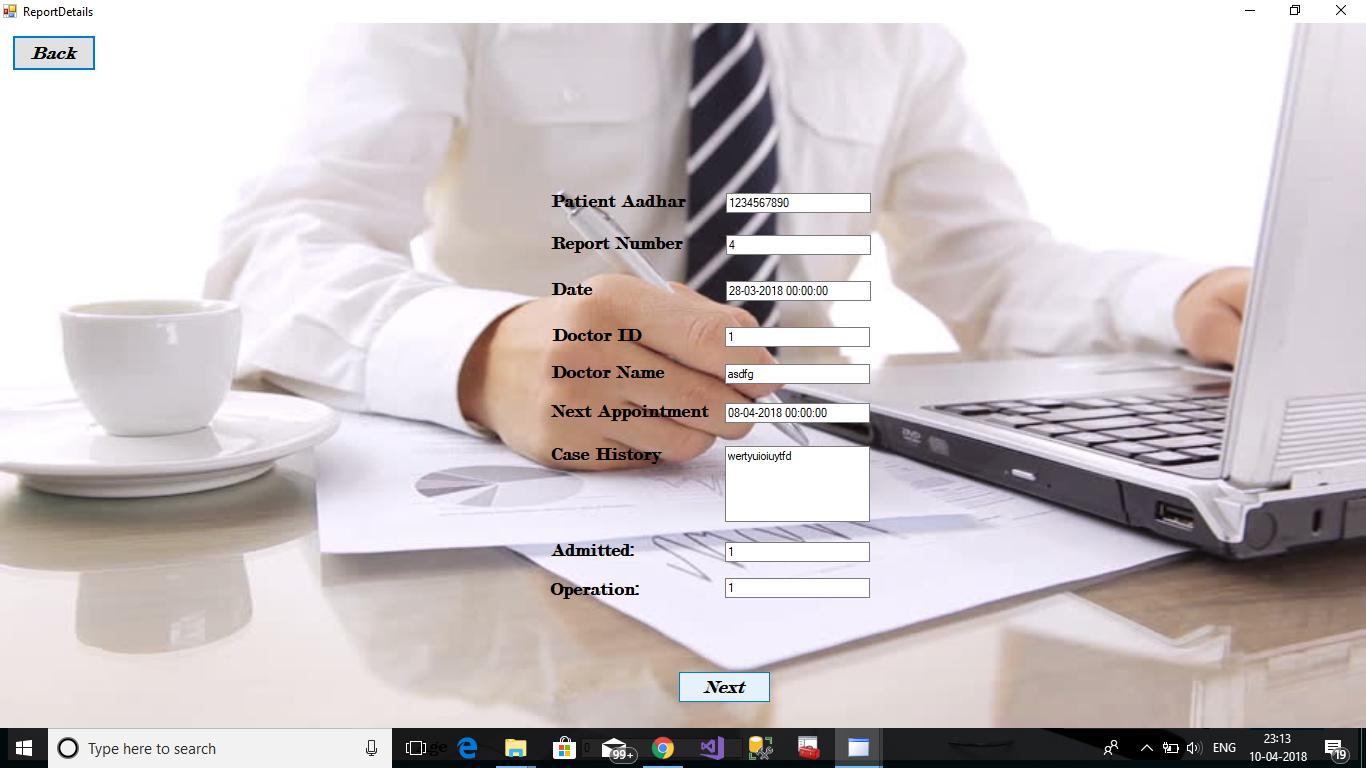 ReportDetails
Back
Patient Aadhar 1234567890
Report Number 4
Date 28-03-2018 00:00:00
Doctor ID 1
Doctor Name asdfg
Next Appointment 08-04-2018 00:00:00
Case History wertyuioiuytfd
Admitted: 1
Operation: 1
Next
Type here to search
99+
ENG
23:13
10-04-2018
19